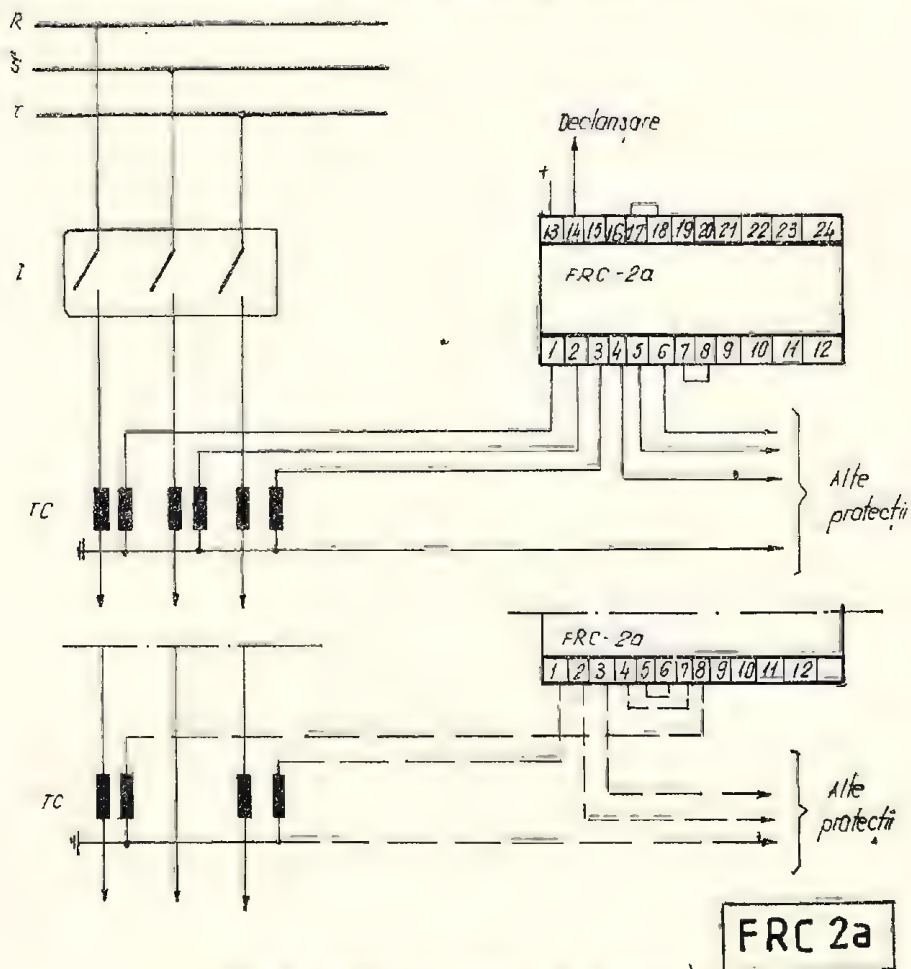 R
S
T
Declansare
+
13 14 15 16 17 18 19 20 21 22 23 24
I
FRC-2a
1 2 3 4 5 6 7 8 9 10 11 12
TC
Alte
protecții
FRC-2a
1 2 3 4 5 6 7 8 9 10 11 12
TC
Alte
protecții
FRC 2a